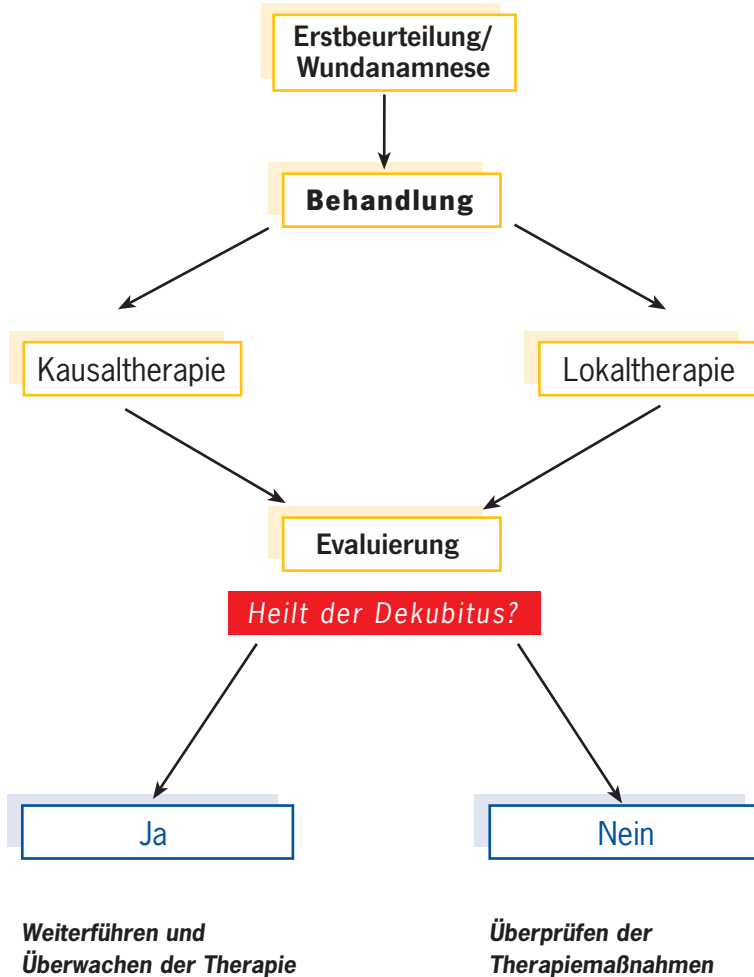 Erstbeurteilung/
Wundanamnese
Behandlung
Kausaltherapie
Lokaltherapie
Evaluierung
Heilt der Dekubitus?
Ja
Nein
Weiterführen und
Überwachen der Therapie
Überprüfen der
Therapiemaßnahmen